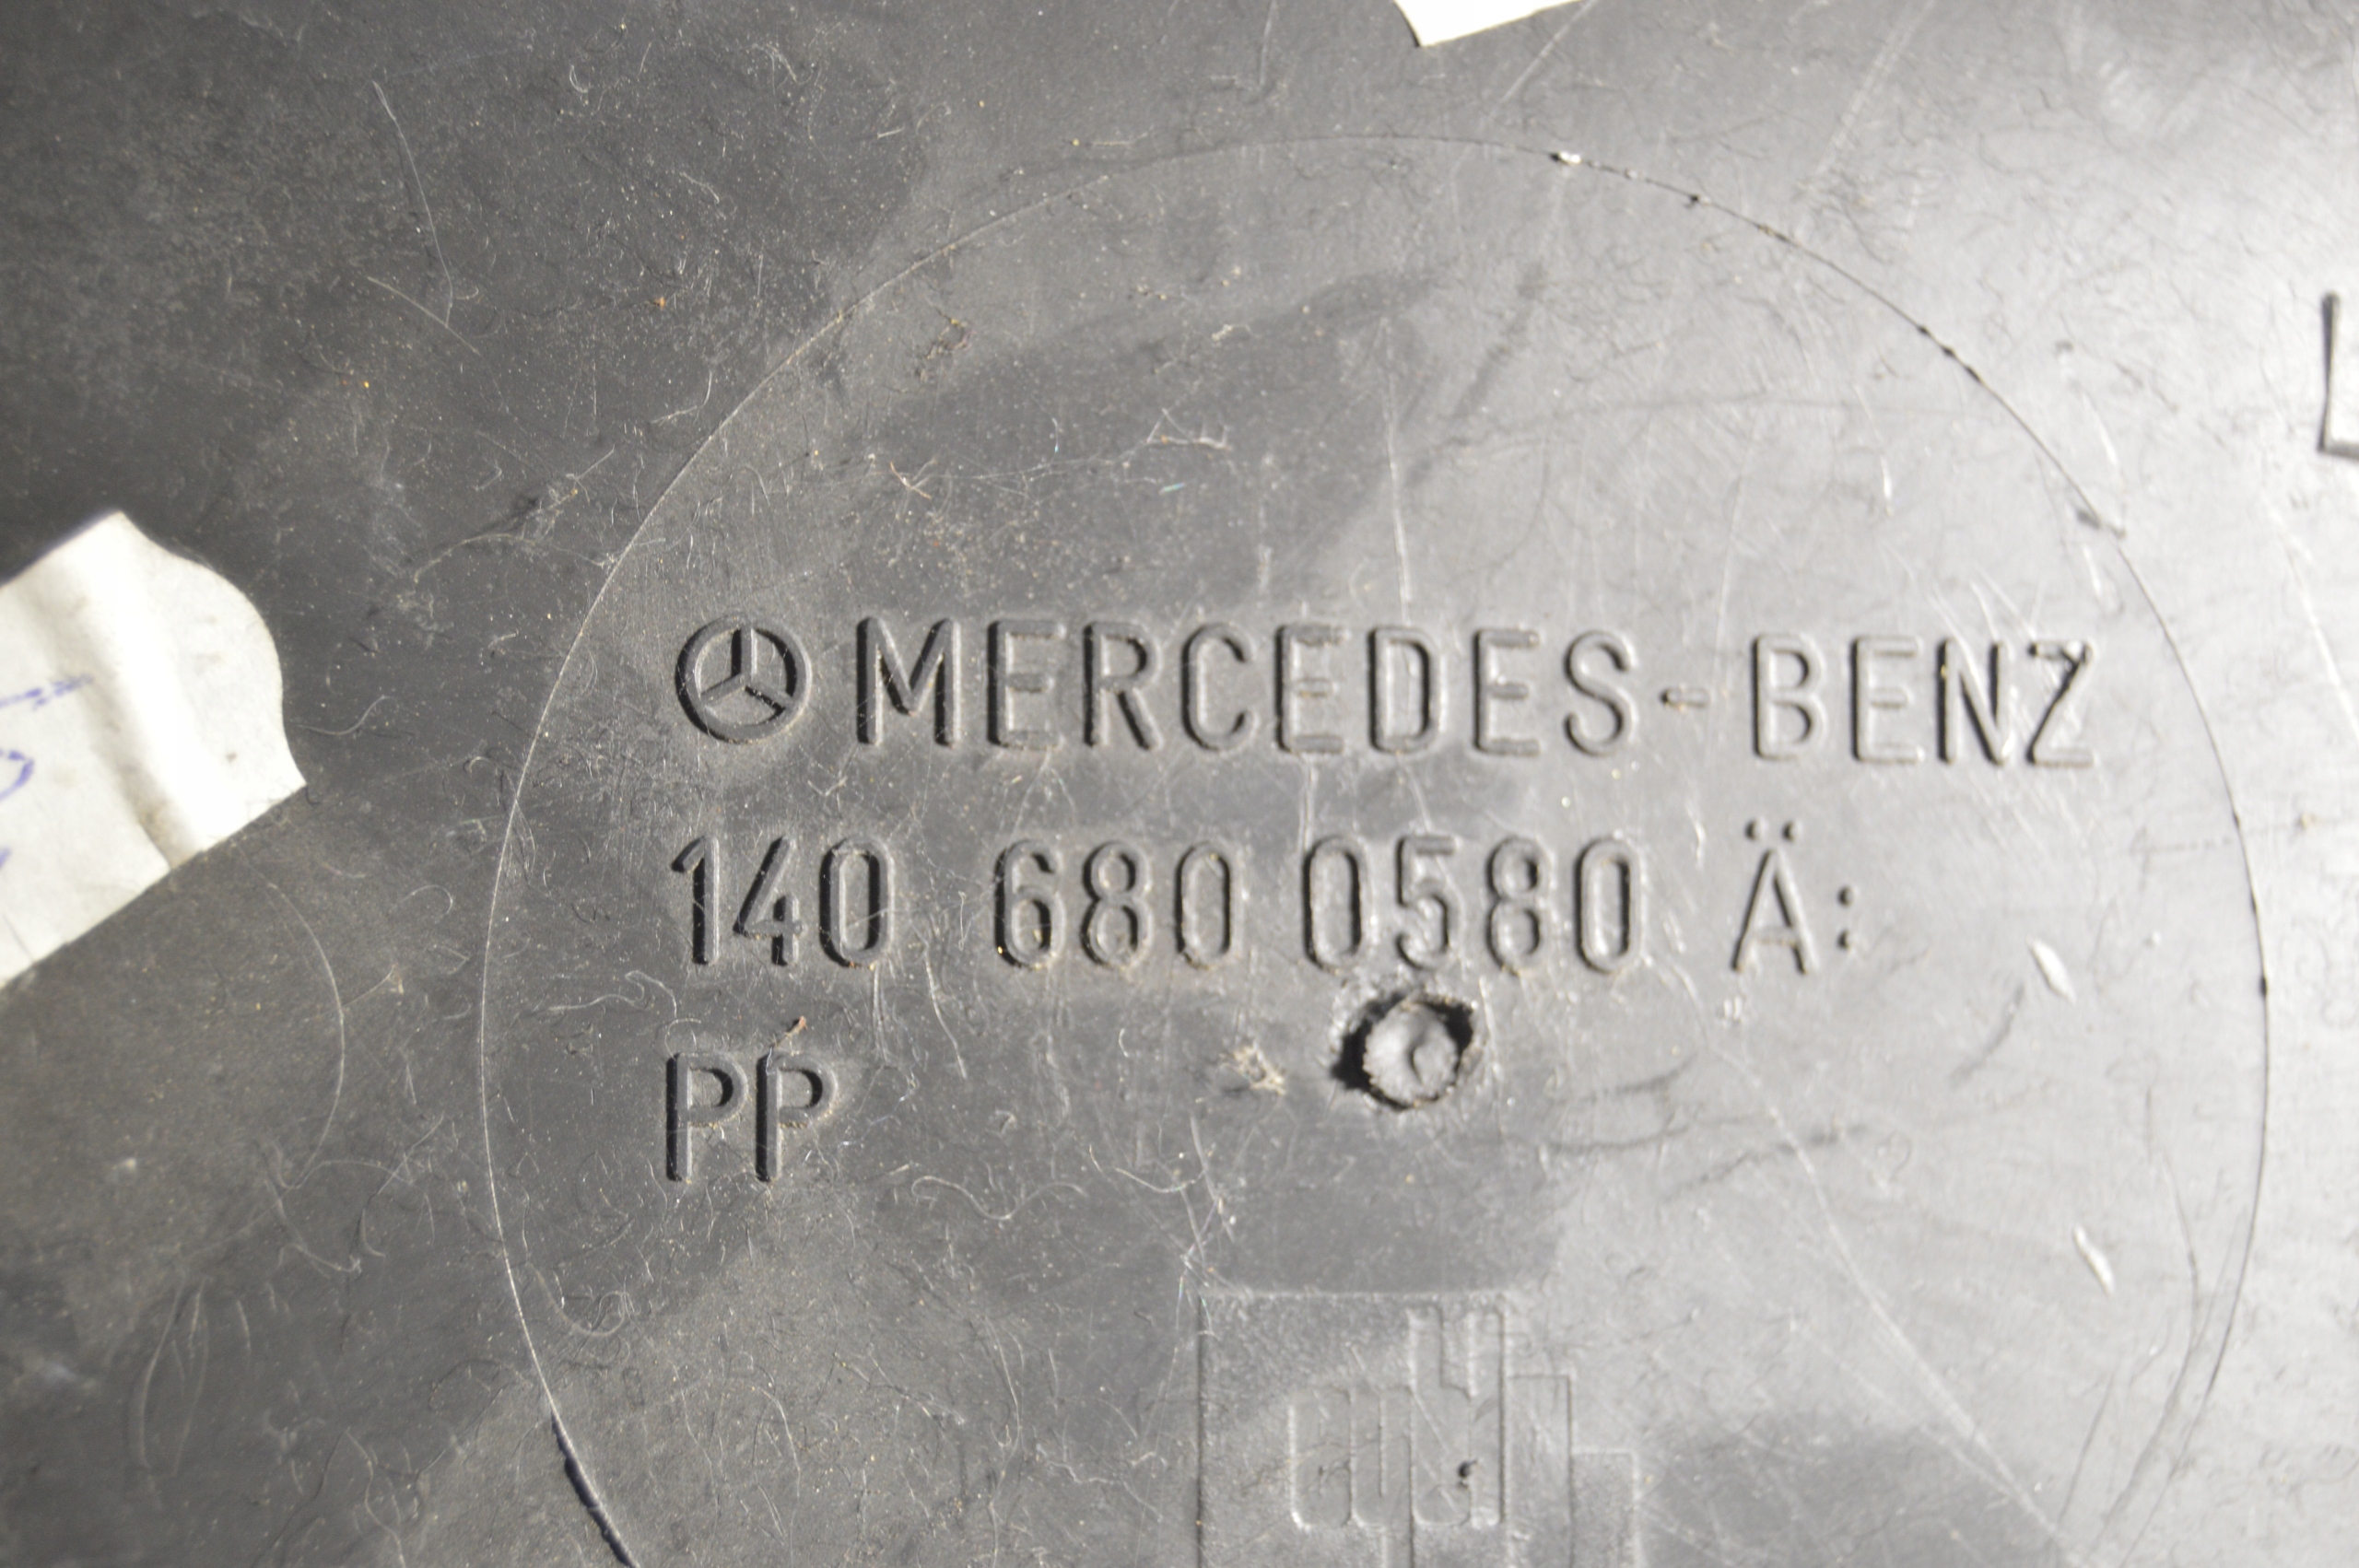 MERCEDES-BENZ
140 680 0580 Ä:
PP
L